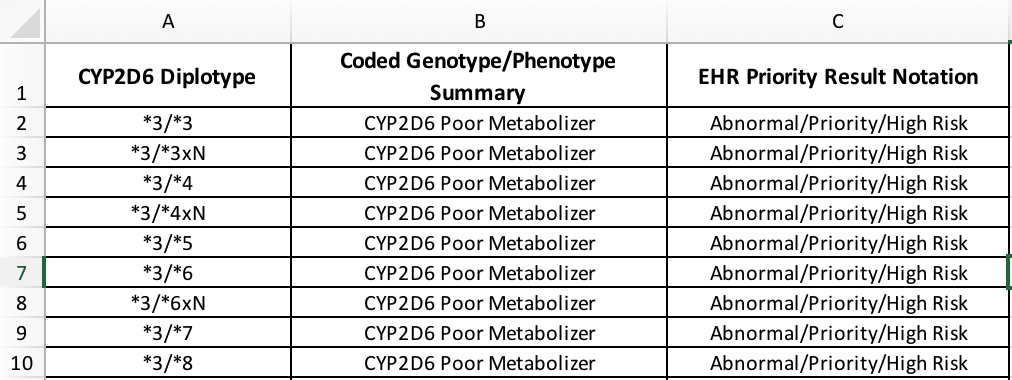 A B C
1 CYP2D6 Diplotype Coded Genotype/Phenotype Summary EHR Priority Result Notation
2 *3/*3 CYP2D6 Poor Metabolizer Abnormal/Priority/High Risk
3 *3/*3xN CYP2D6 Poor Metabolizer Abnormal/Priority/High Risk
4 *3/*4 CYP2D6 Poor Metabolizer Abnormal/Priority/High Risk
5 *3/*4xN CYP2D6 Poor Metabolizer Abnormal/Priority/High Risk
6 *3/*5 CYP2D6 Poor Metabolizer Abnormal/Priority/High Risk
7 *3/*6 CYP2D6 Poor Metabolizer Abnormal/Priority/High Risk
8 *3/*6xN CYP2D6 Poor Metabolizer Abnormal/Priority/High Risk
9 *3/*7 CYP2D6 Poor Metabolizer Abnormal/Priority/High Risk
10 *3/*8 CYP2D6 Poor Metabolizer Abnormal/Priority/High Risk